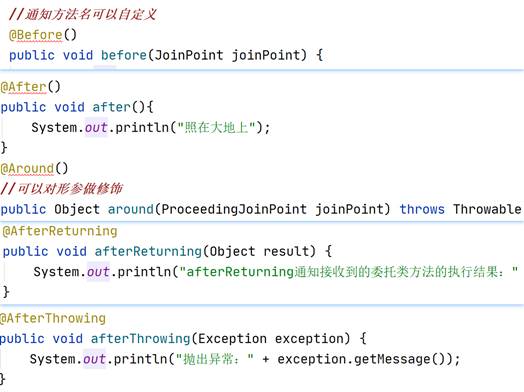 //通知方法名可以自定义
@Before()
public void before(JoinPoint joinPoint) {
@After()
public void after(){
System.out.println("照在大地上");
}
@Around()
//可以对形参做修饰
public Object around(ProceedingJoinPoint joinPoint) throws Throwable
@AfterReturning
public void afterReturning(Object result) {
System.out.println("afterReturning通知接收到的委托类方法的执行结果："
}
@AfterThrowing
public void afterThrowing(Exception exception) {
System.out.println("抛出异常：" + exception.getMessage());
}